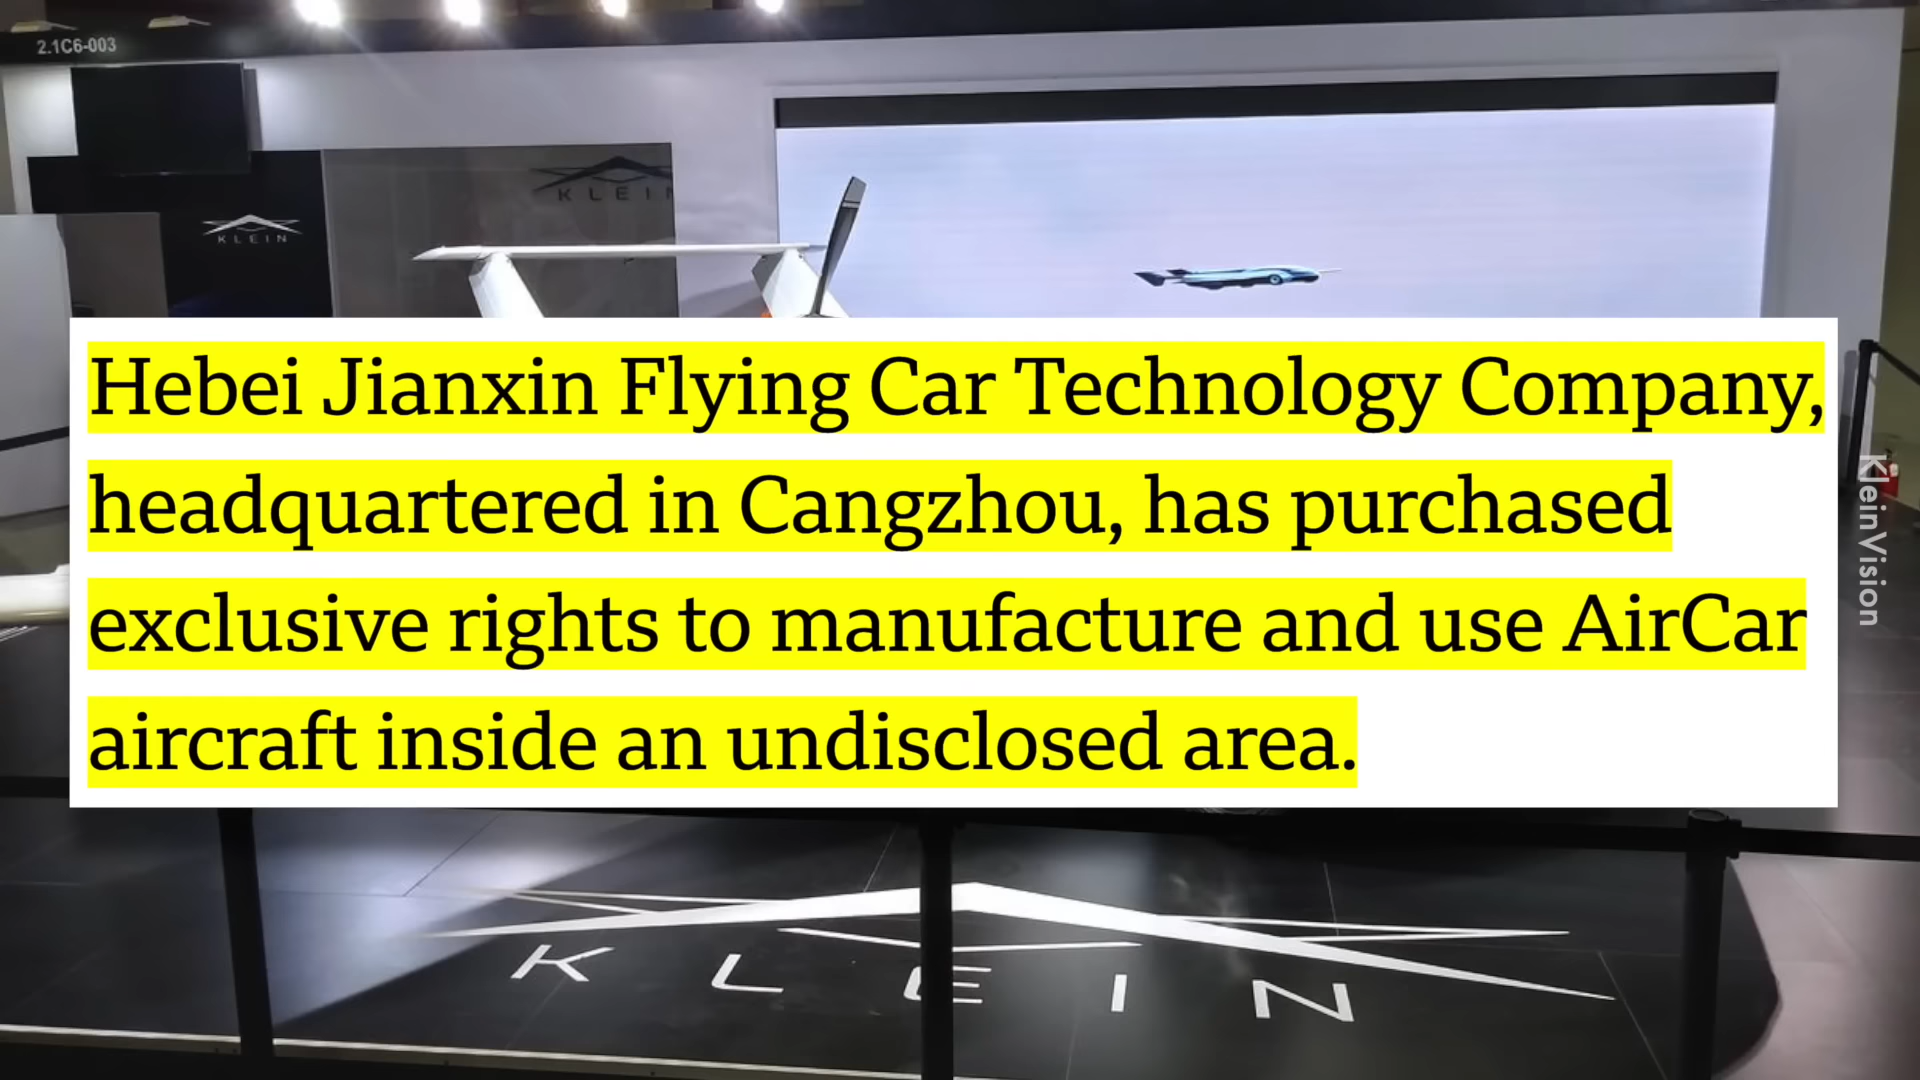 2.1C6-003
KLEIN
KLEI
Hebei Jianxin Flying Car Technology Company,
headquartered in Cangzhou, has purchased
exclusive rights to manufacture and use AirCar
aircraft inside an undisclosed area.
KleinVision
KLEIN